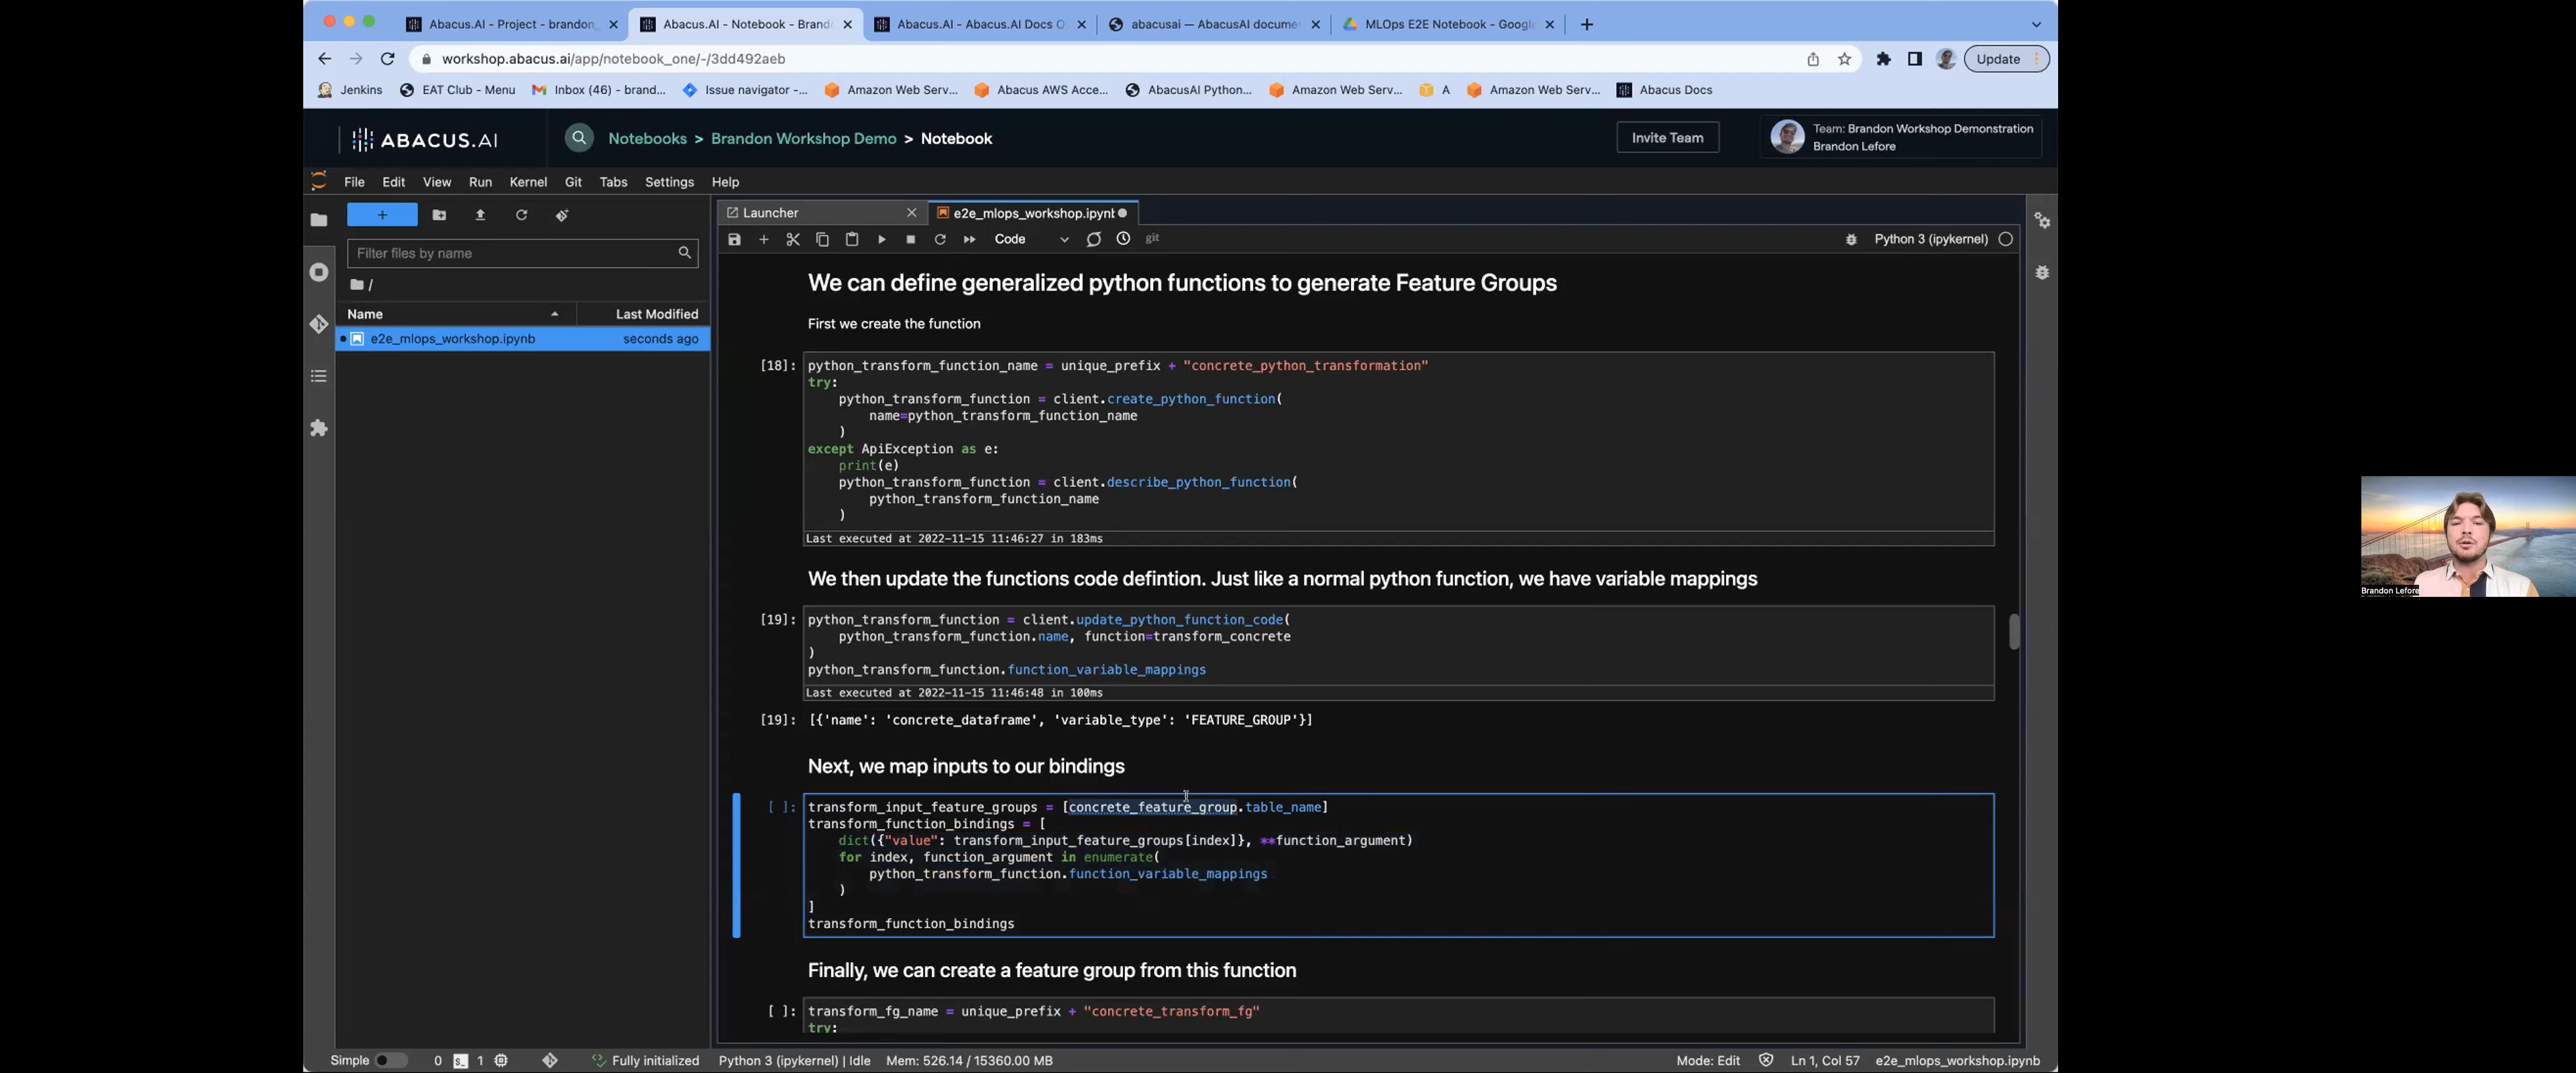 Abacus.AI - Project - brandon_
Abacus.AI - Notebook - Brand
Abacus.AI - Abacus.AI Docs O
abacusai — AbacusAI docume
MLOps E2E Notebook - Google
workshop.abacus.ai/app/notebook_one/-/3dd492aeb
Update
Jenkins
EAT Club - Menu
Inbox (46) - brand...
Issue navigator -...
Amazon Web Serv...
Abacus AWS Acce...
AbacusAI Python...
Amazon Web Serv...
A
Amazon Web Serv...
Abacus Docs
ABACUS.AI
Notebooks > Brandon Workshop Demo > Notebook
Invite Team
Team: Brandon Workshop Demonstration
Brandon Lefore
File Edit View Run Kernel Git Tabs Settings Help
Launcher
e2e_mlops_workshop.ipynb
Code
git
Python 3 (ipykernel)
Filter files by name
/
Name
Last Modified
e2e_mlops_workshop.ipynb
seconds ago
We can define generalized python functions to generate Feature Groups
First we create the function
[18]: python_transform_function_name = unique_prefix + "concrete_python_transformation"
try:
python_transform_function = client.create_python_function(
name=python_transform_function_name
)
except ApiException as e:
print(e)
python_transform_function = client.describe_python_function(
python_transform_function_name
)
Last executed at 2022-11-15 11:46:27 in 183ms
We then update the functions code defintion. Just like a normal python function, we have variable mappings
[19]: python_transform_function = client.update_python_function_code(
python_transform_function.name, function=transform_concrete
)
python_transform_function.function_variable_mappings
Last executed at 2022-11-15 11:46:48 in 100ms
[19]: [{'name': 'concrete_dataframe', 'variable_type': 'FEATURE_GROUP'}]
Next, we map inputs to our bindings
[ ]: transform_input_feature_groups = [concrete_feature_group.table_name]
transform_function_bindings = [
dict({"value": transform_input_feature_groups[index]}, **function_argument)
for index, function_argument in enumerate(
python_transform_function.function_variable_mappings
)
]
transform_function_bindings
Finally, we can create a feature group from this function
[ ]: transform_fg_name = unique_prefix + "concrete_transform_fg"
try:
Simple
0
1
Fully initialized
Python 3 (ipykernel) | Idle
Mem: 526.14 / 15360.00 MB
Mode: Edit
Ln 1, Col 57
e2e_mlops_workshop.ipynb
Brandon Lefore